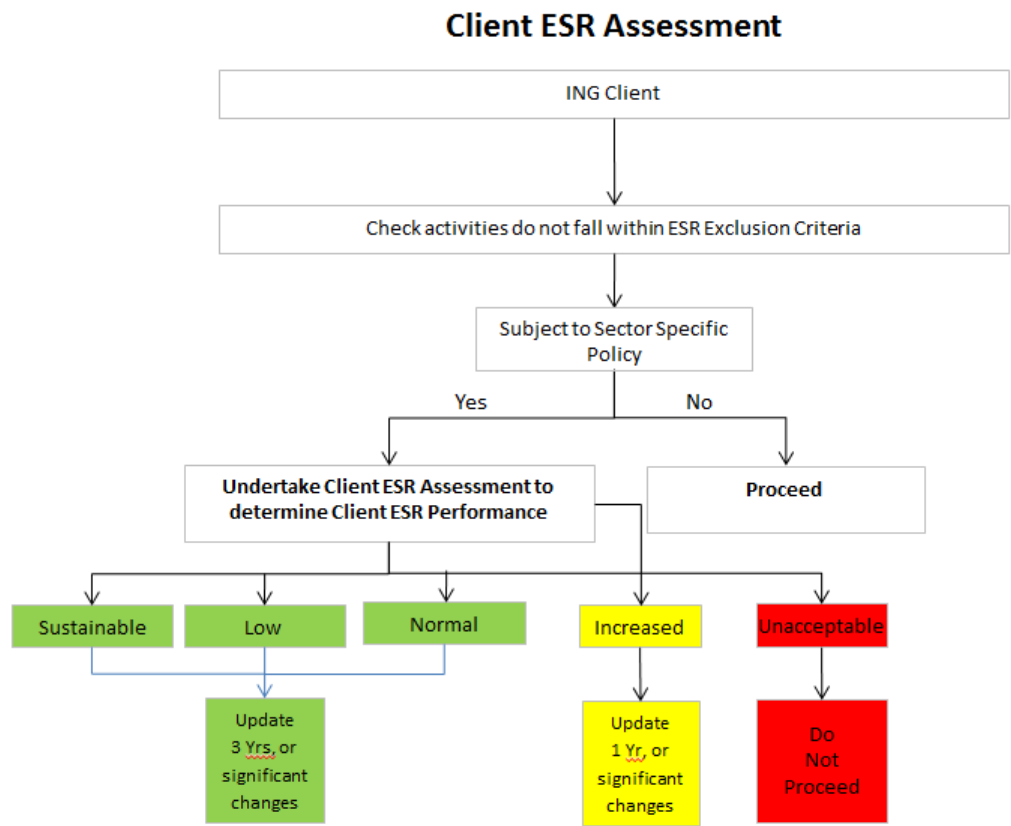 Client ESR Assessment
ING Client
Check activities do not fall within ESR Exclusion Criteria
Subject to Sector Specific
Policy
Yes
No
Undertake Client ESR Assessment to
determine Client ESR Performance
Proceed
Sustainable
Low
Normal
Increased
Unacceptable
Update
3 Yrs, or
significant
changes
Update
1 Yr, or
significant
changes
Do
Not
Proceed